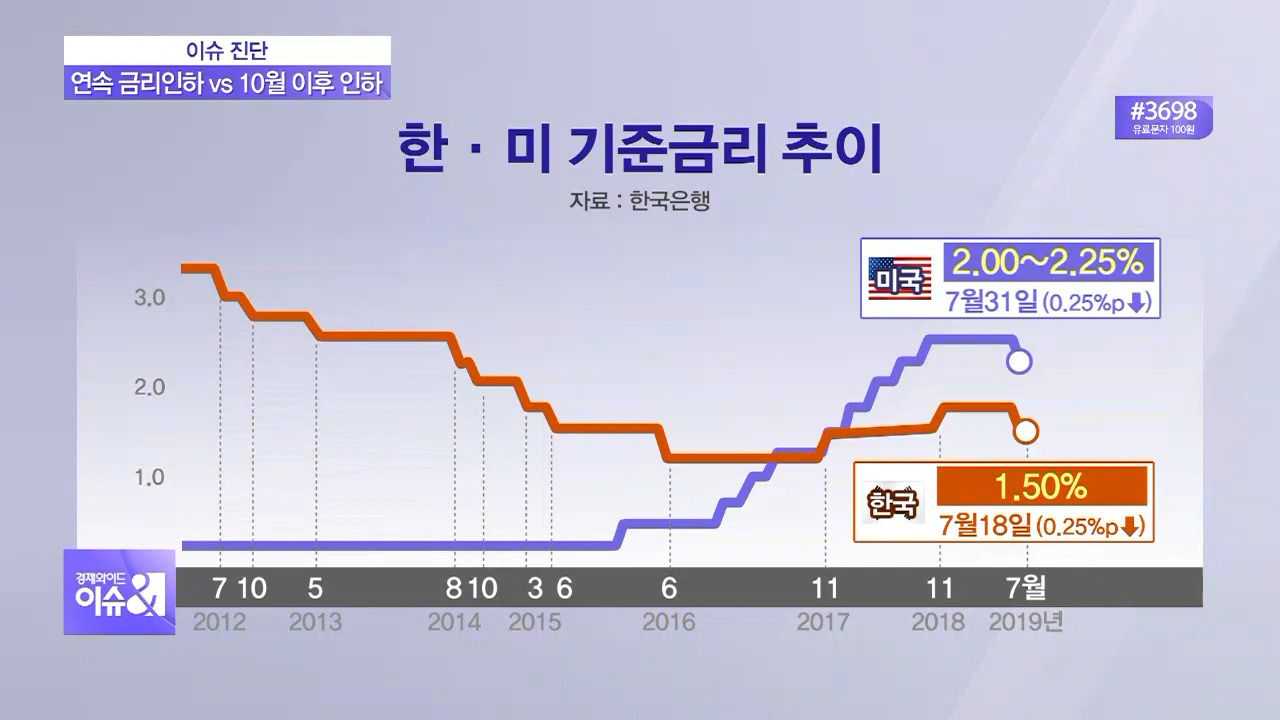 이슈 진단
연속 금리인하 vs 10월 이후 인하
#3698
유료문자 100원
한 · 미 기준금리 추이
자료 : 한국은행
미국
2.00~2.25%
7월31일 (0.25%p⬇)
3.0
2.0
1.0
한국
1.50%
7월18일 (0.25%p⬇)
경제와이드
이슈&
7 10 5 8 10 3 6 6 11 11 7월
2012 2013 2014 2015 2016 2017 2018 2019년